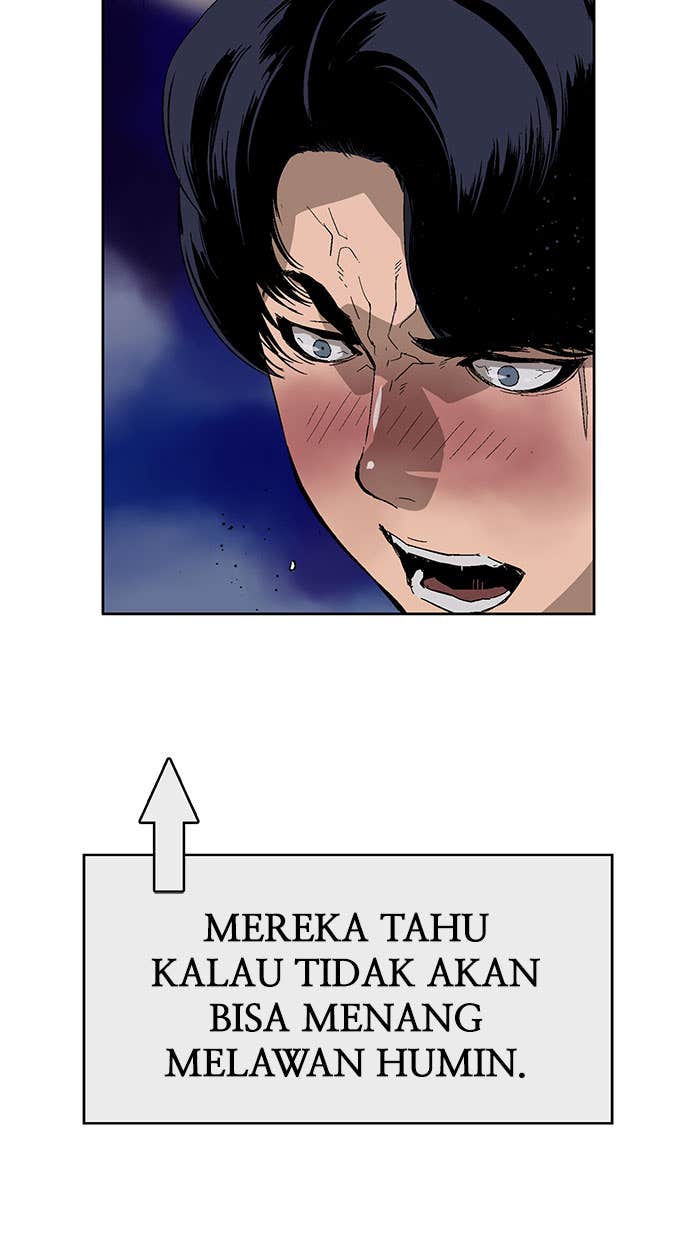 MEREKA TAHU
KALAU TIDAK AKAN
BISA MENANG
MELAWAN HUMIN.